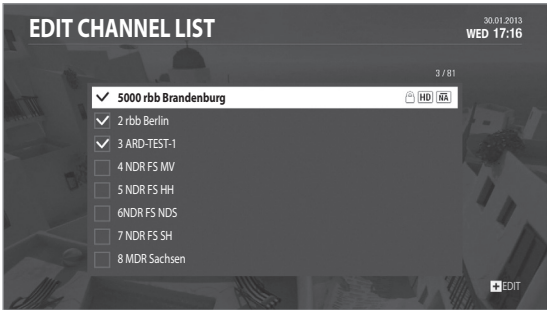 EDIT CHANNEL LIST
30.01.2013
WED 17:16
3 / 81
5000 rbb Brandenburg HD NA
2 rbb Berlin
3 ARD-TEST-1
4 NDR FS MV
5 NDR FS HH
6NDR FS NDS
7 NDR FS SH
8 MDR Sachsen
+ EDIT